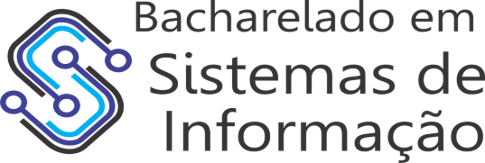 Bacharelado em
Sistemas de
Informação